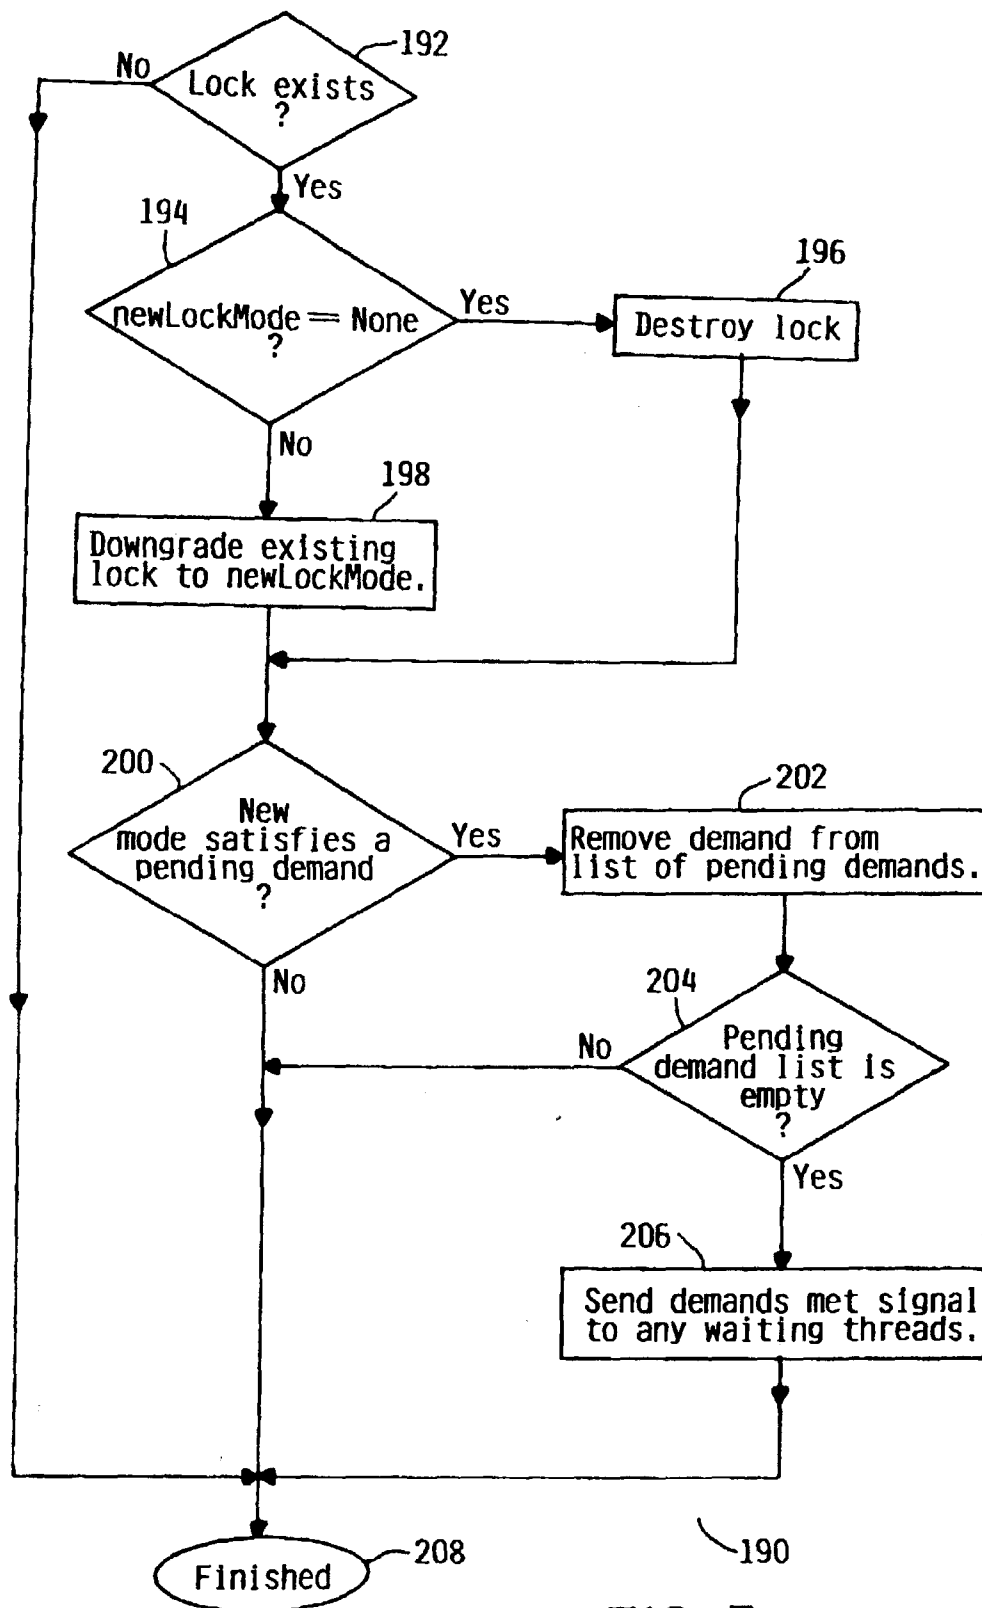 192
No
Lock exists
?
Yes
194
196
newLockMode == None
?
Yes
Destroy lock
No
198
Downgrade existing
lock to newLockMode.
200
New
mode satisfies a
pending demand
?
Yes
202
Remove demand from
list of pending demands.
No
204
Pending
demand list is
empty
?
No
Yes
206
Send demands met signal
to any waiting threads.
190
208
Finished